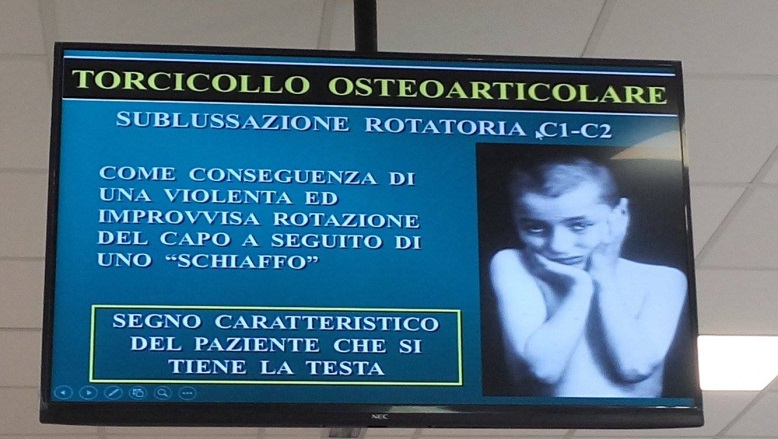 TORCICOLLO OSTEOARTICOLARE
SUBLUSSAZIONE ROTATORIA C1-C2
COME CONSEGUENZA DI
UNA VIOLENTA ED
IMPROVVISA ROTAZIONE
DEL CAPO A SEGUITO DI
UNO “SCHIAFFO”
SEGNO CARATTERISTICO
DEL PAZIENTE CHE SI
TIENE LA TESTA
NEC